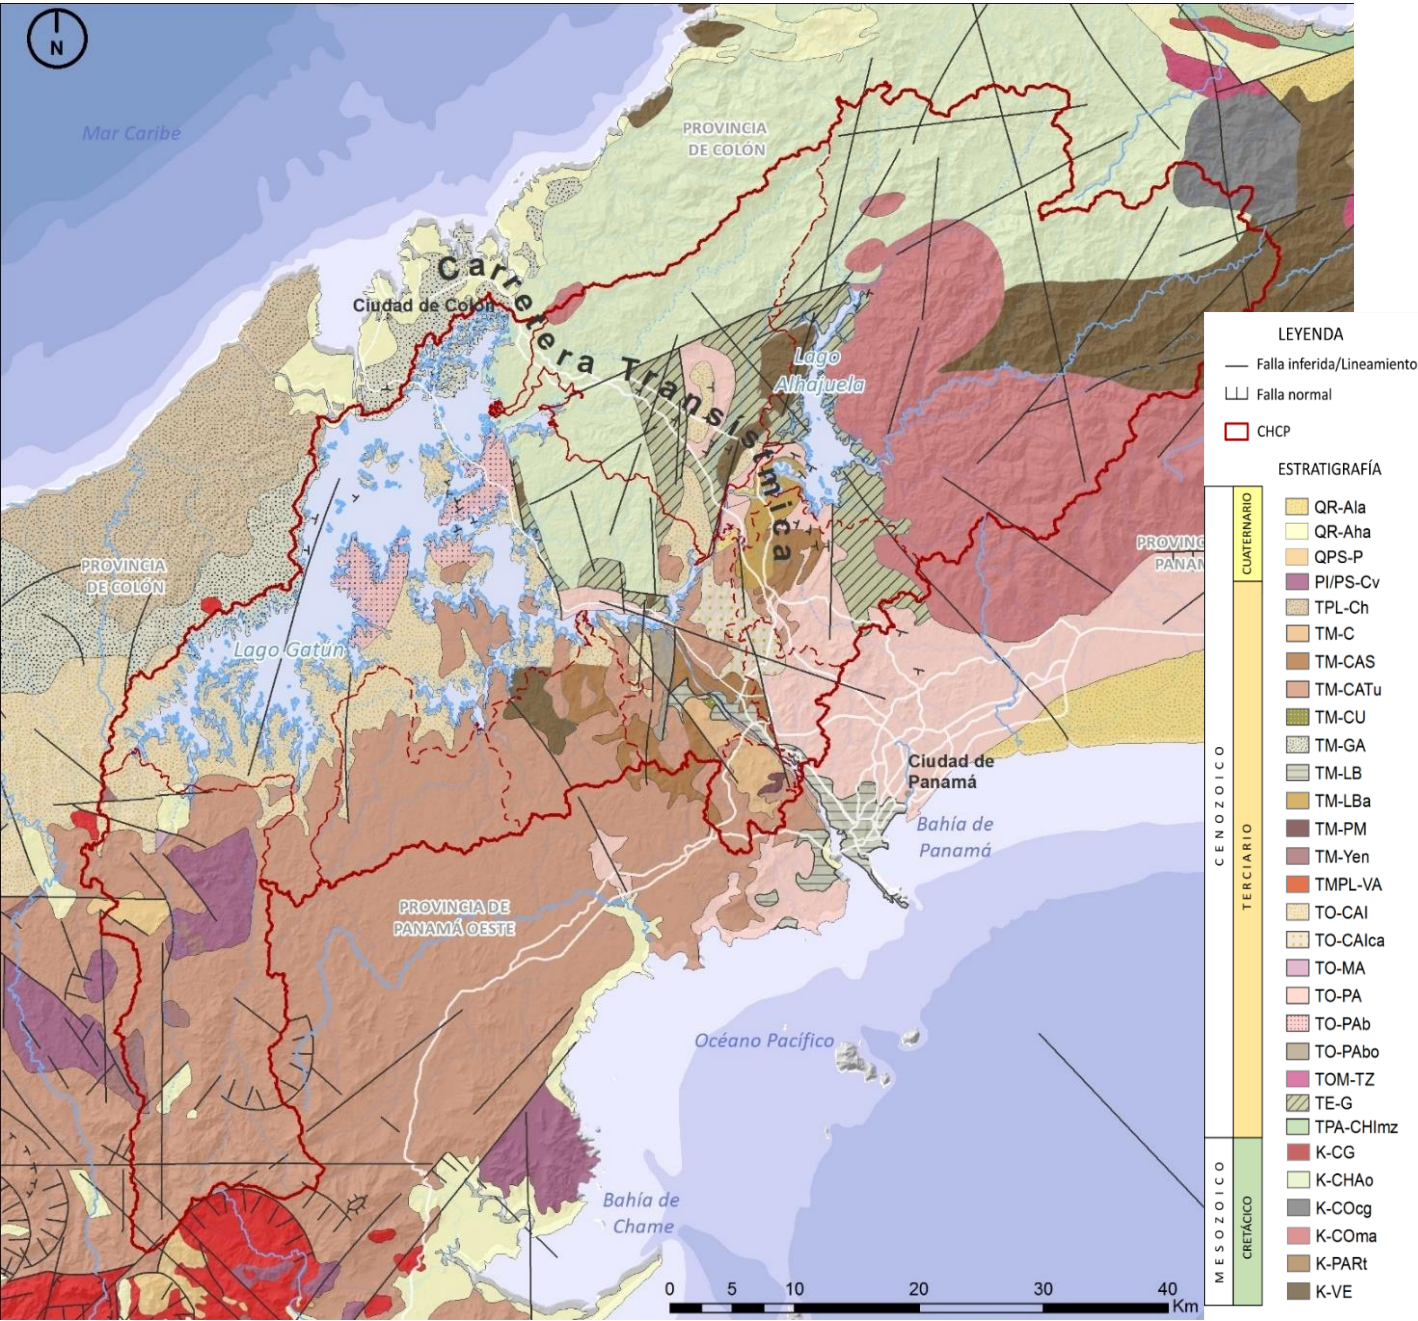 N
Mar Caribe
PROVINCIA
DE COLÓN
Carretera Transístmica
Ciudad de Colón
Lago
Alhajuela
PROVINCIA
DE COLÓN
Lago Gatún
Ciudad de
Panamá
Bahía de
Panamá
PROVINCIA DE
PANAMÁ OESTE
Océano Pacífico
Bahía de
Chame
0 5 10 20 30 40
Km
LEYENDA
Falla inferida/Lineamiento
Falla normal
CHCP
ESTRATIGRAFÍA
CENOZOICO
MESOZOICO
CUATERNARIO
TERCIARIO
CRETÁCICO
QR-Ala
QR-Aha
QPS-P
PI/PS-Cv
TPL-Ch
TM-C
TM-CAS
TM-CATu
TM-CU
TM-GA
TM-LB
TM-LBa
TM-PM
TM-Yen
TMPL-VA
TO-CAI
TO-CAIca
TO-MA
TO-PA
TO-PAb
TO-PAbo
TOM-TZ
TE-G
TPA-CHImz
K-CG
K-CHAo
K-COcg
K-COma
K-PARt
K-VE